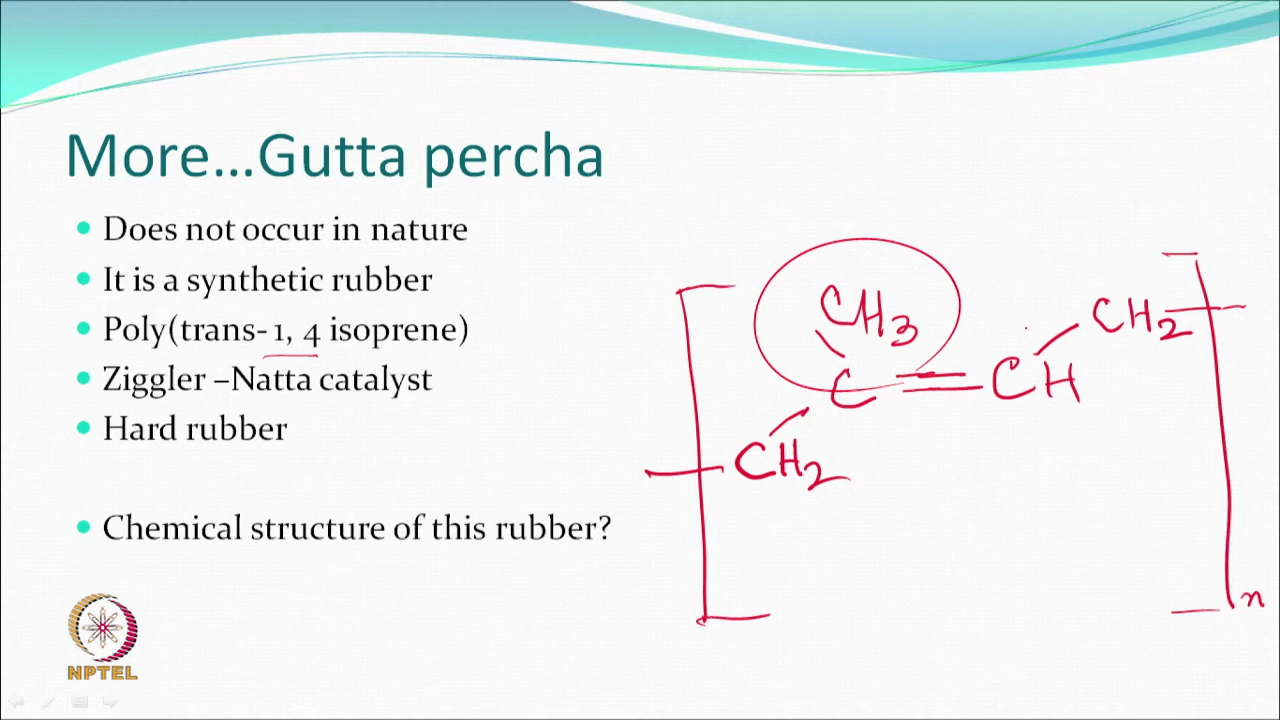 More...Gutta percha
Does not occur in nature
It is a synthetic rubber
Poly(trans- 1, 4 isoprene)
Ziggler –Natta catalyst
Hard rubber
Chemical structure of this rubber?
CH3
CH2
C = CH
CH2
n
NPTEL